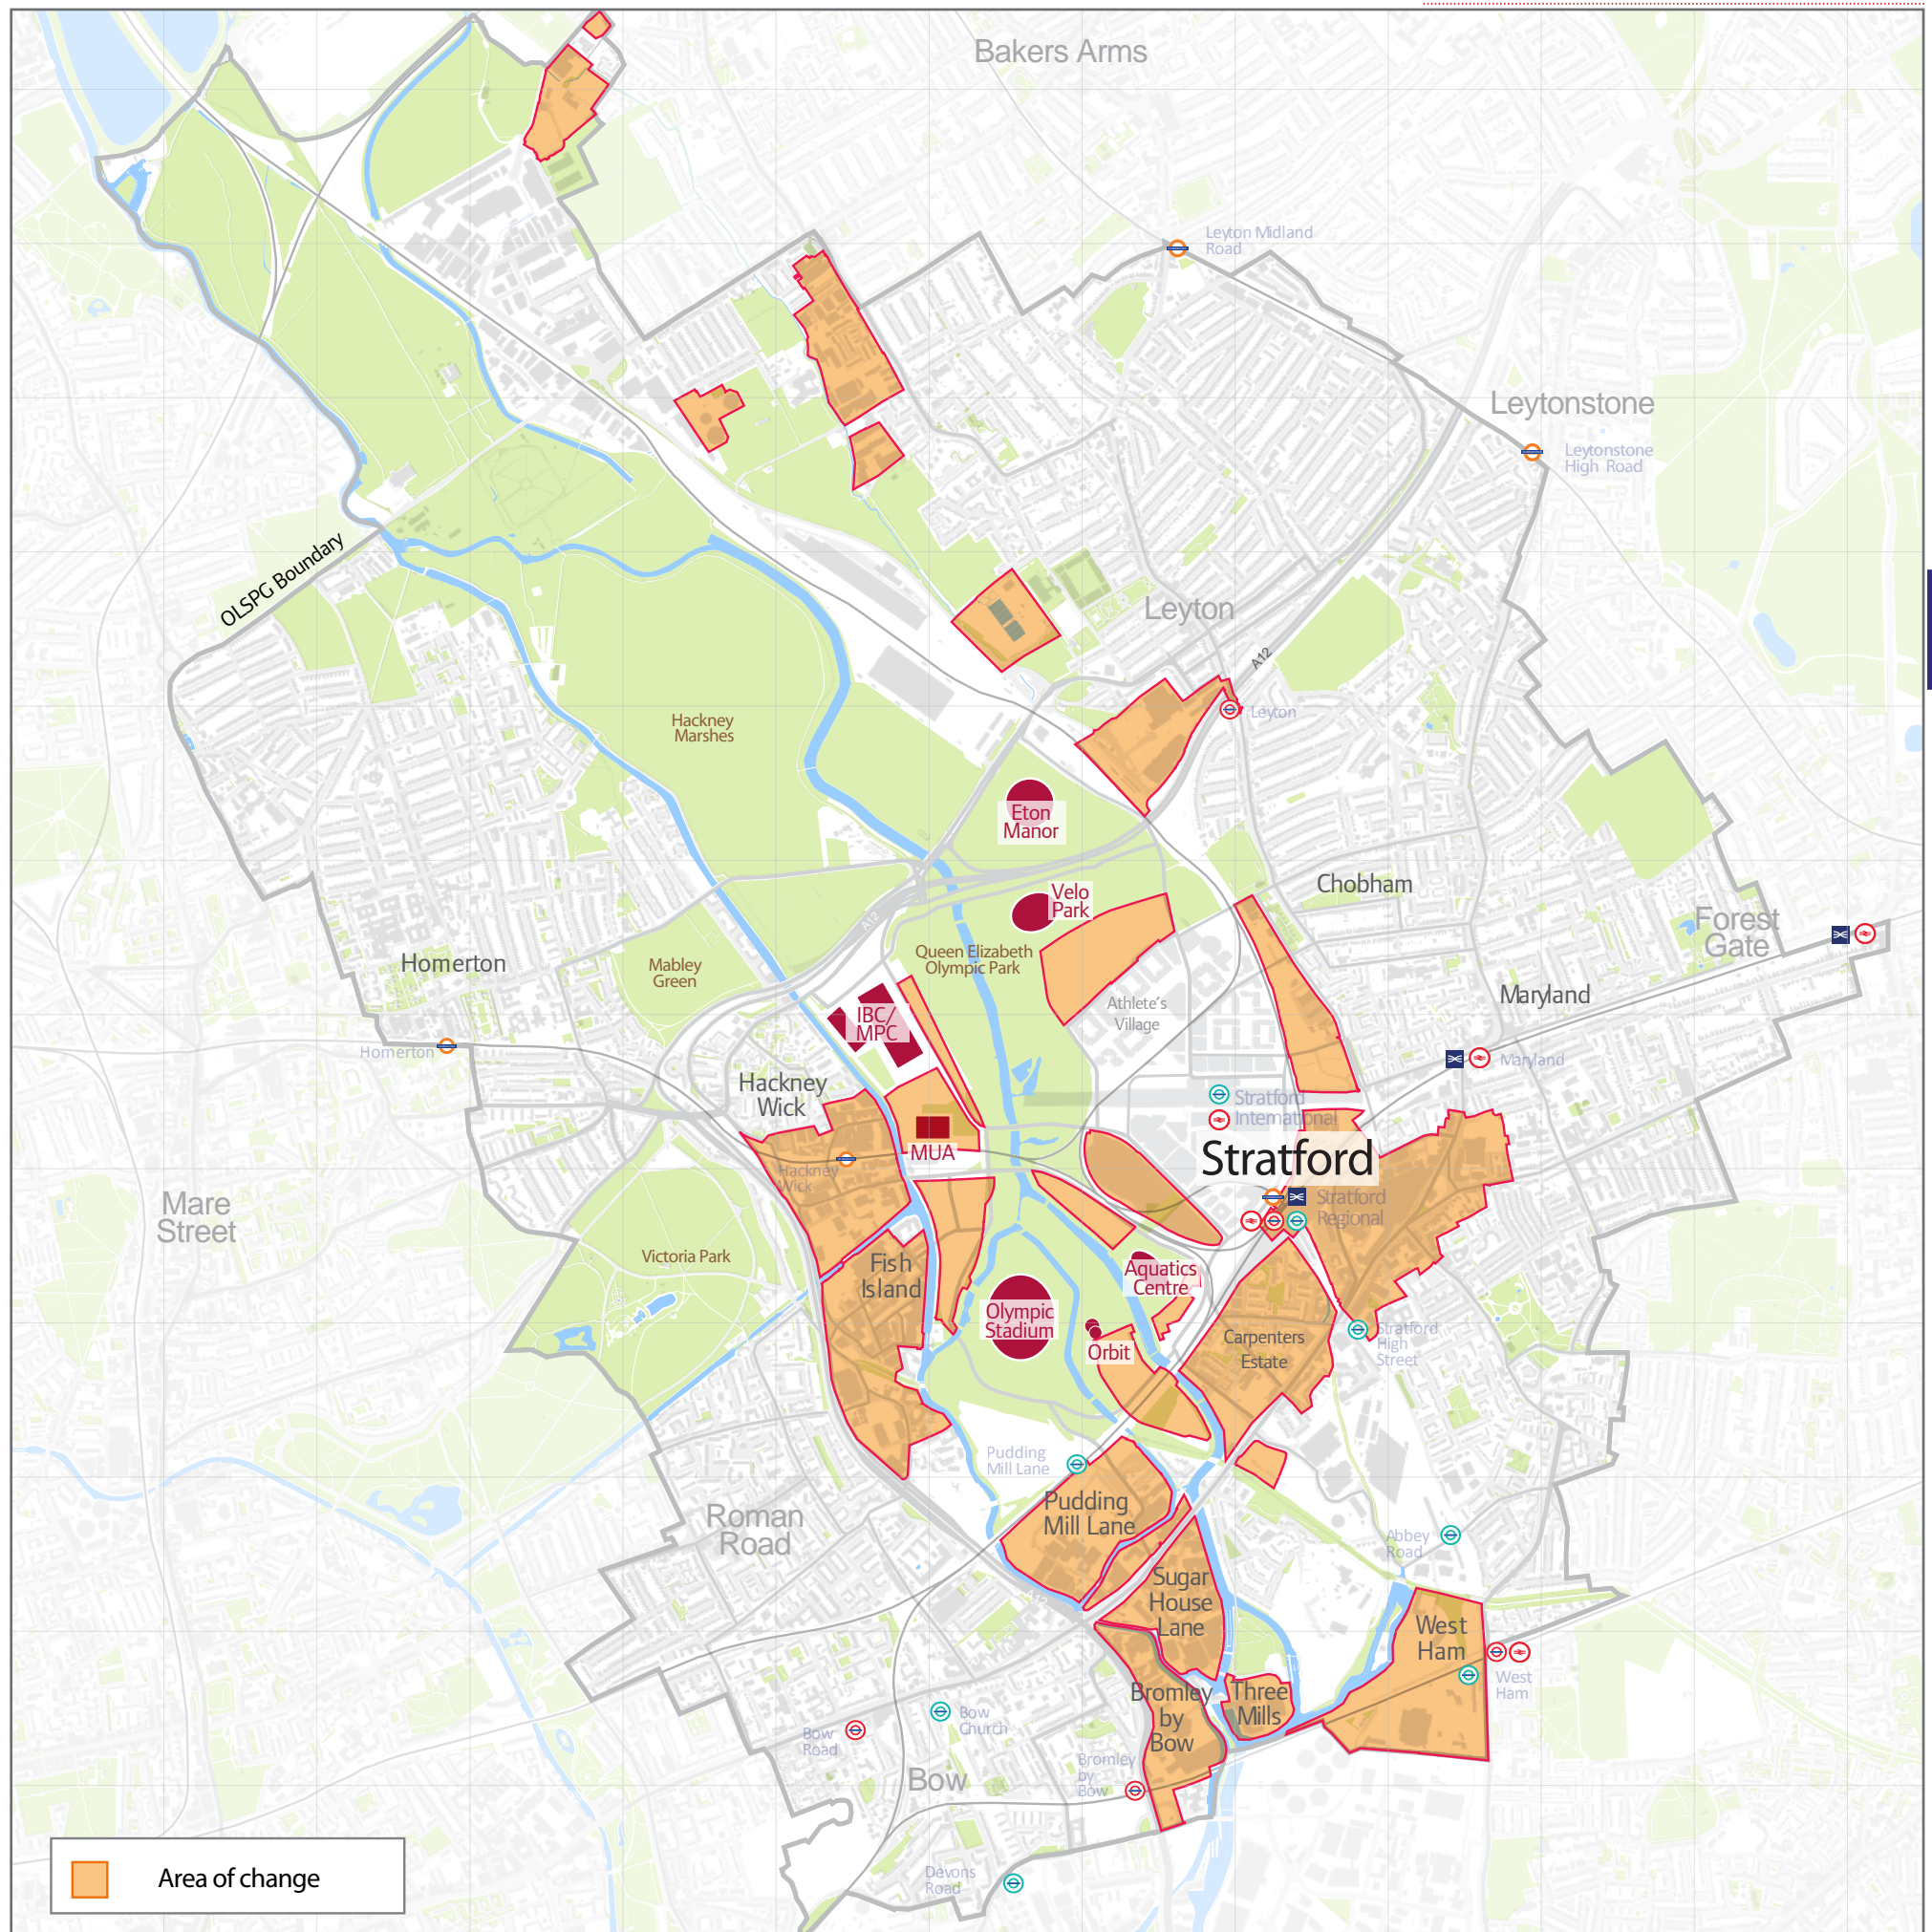 Bakers Arms
Leyton Midland
Road
Leytonstone
Leytonstone
High Road
OLSPG Boundary
Leyton
A12
Leyton
Hackney
Marshes
Eton
Manor
Chobham
Velo
Park
A12
Forest
Gate
Queen Elizabeth
Olympic Park
Homerton
Mabley
Green
Maryland
Athlete's
Village
IBC/
MPC
Homerton
Maryland
Hackney
Wick
Stratford
International
MUA
Stratford
Hackney
Wick
Mare
Street
Stratford
Regional
Victoria Park
Fish
Island
Aquatics
Centre
Olympic
Stadium
Orbit
Carpenters
Estate
Stratford
High
Street
Pudding
Mill Lane
Pudding
Mill Lane
Roman
Road
Abbey
Road
A12
Sugar
House
Lane
West
Ham
West
Ham
Bromley
by
Bow
Three
Mills
Bow
Church
Bow
Road
Bromley
by
Bow
Bow
Devons
Road
Area of change